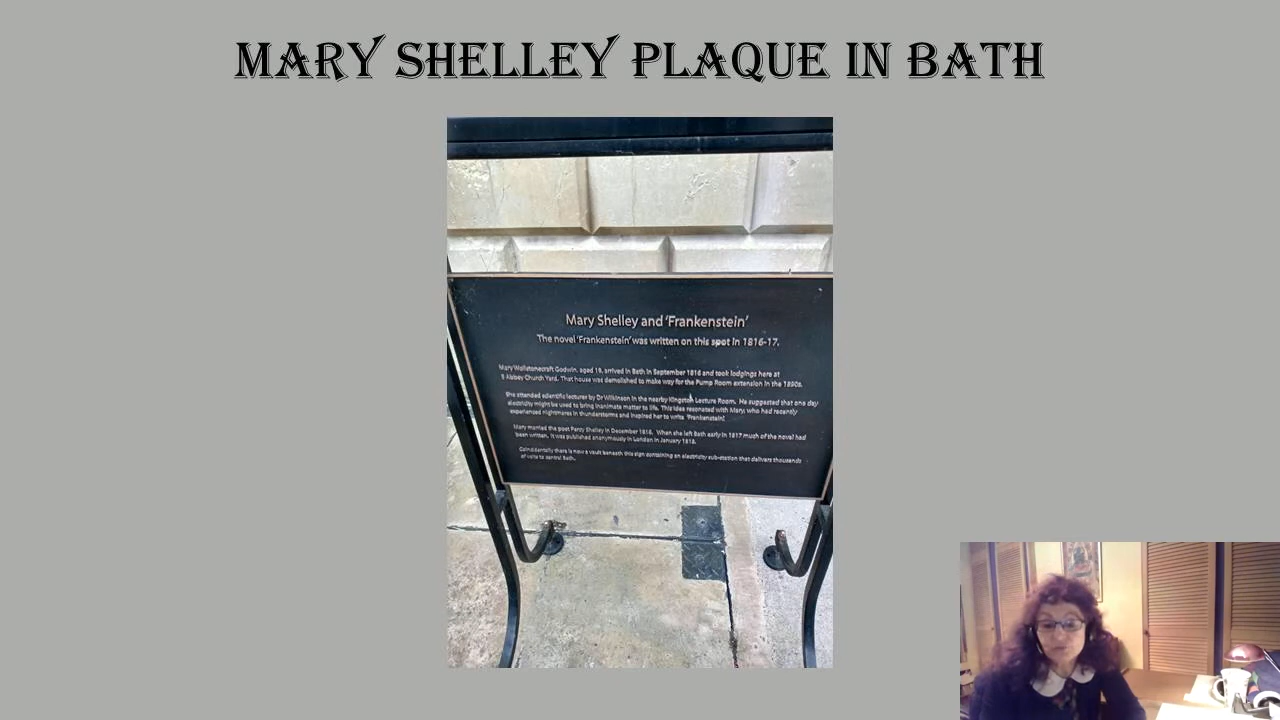 MARY SHELLEY PLAQUE IN BATH
Mary Shelley and 'Frankenstein'
The novel 'Frankenstein' was written on this spot in 1816-17.
Mary Wollstonecraft Godwin, aged 19, arrived in Bath in September 1816 and took lodgings here at
5 Abbey Church Yard. That house was demolished to make way for the Pump Room extension in the 1890s.
She attended scientific lectures by Dr Wilkinson in the nearby Kingston Lecture Room. He suggested that one day
electricity might be used to bring inanimate matter to life. This idea resonated with Mary, who had recently
experienced nightmares in thunderstorms and inspired her to write 'Frankenstein'.
Mary married the poet Percy Shelley in December 1816. When she left Bath early in 1817 much of the novel had
been written. It was published anonymously in London in January 1818.
Coincidentally there is now a vault beneath this sign containing an electricity sub-station that delivers thousands
of volts to central Bath.